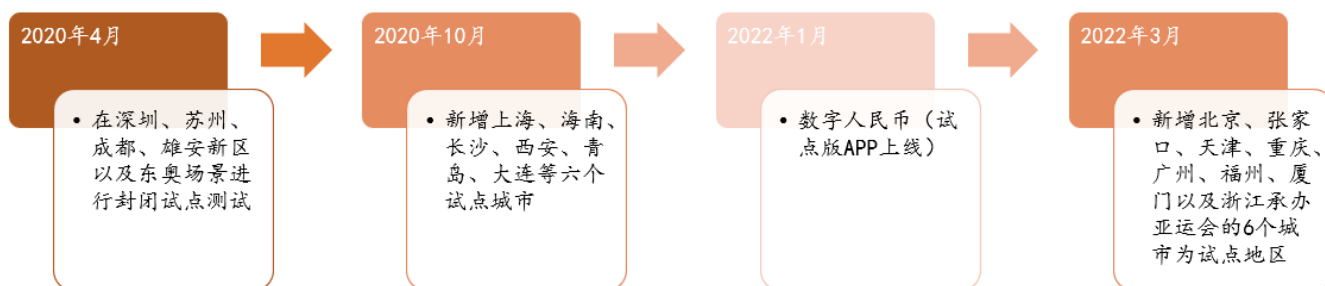 2020年4月
• 在深圳、苏州、
成都、雄安新区
以及东奥场景进
行封闭试点测试
2020年10月
• 新增上海、海南、
长沙、西安、青
岛、大连等六个
试点城市
2022年1月
• 数字人民币（试
点版APP上线）
2022年3月
• 新增北京、张家
口、天津、重庆、
广州、福州、厦
门以及浙江承办
亚运会的6个城
市为试点地区